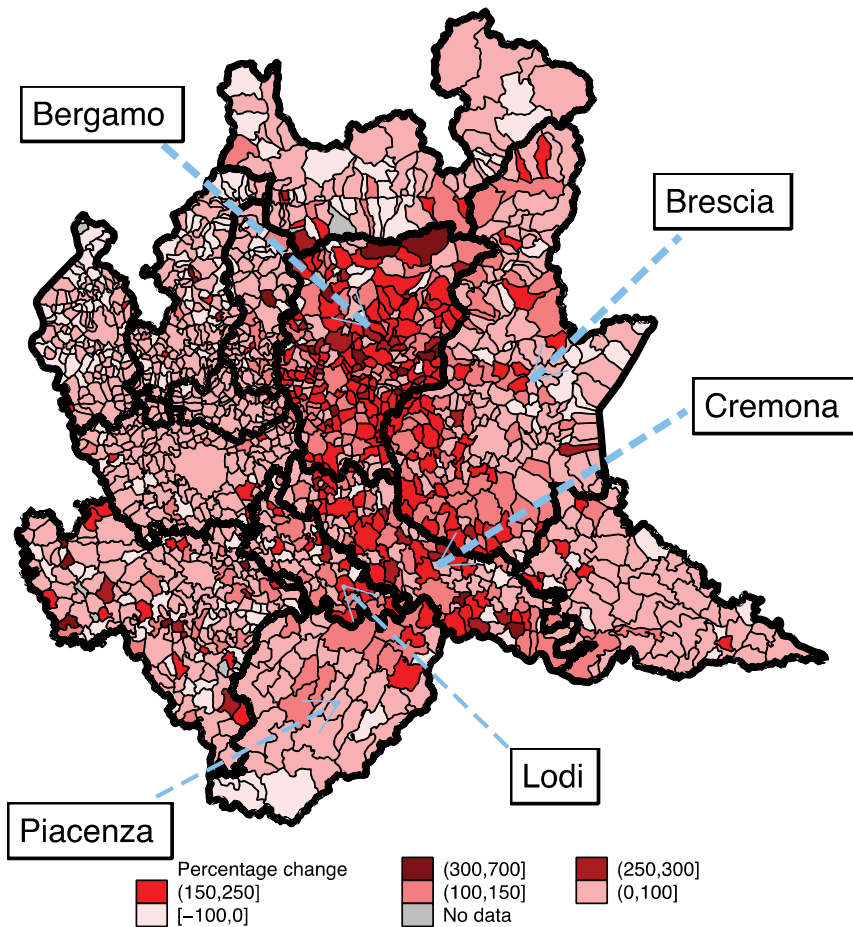 Bergamo
Brescia
Cremona
Lodi
Piacenza
Percentage change (300,700] (250,300]
(150,250] (100,150] (0,100]
[−100,0] No data